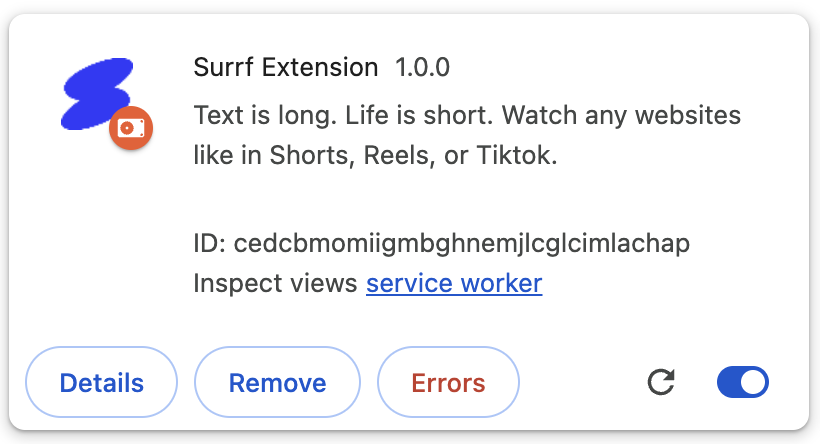 Surrf Extension 1.0.0
Text is long. Life is short. Watch any websites
like in Shorts, Reels, or Tiktok.
ID: cedcbmomiigmbghnemjlcglcimlachap
Inspect views service worker
Details Remove Errors